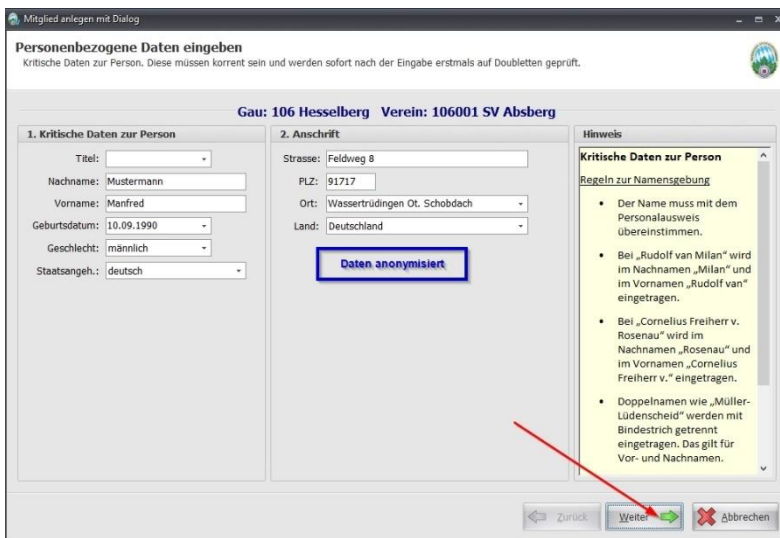 Mitglied anlegen mit Dialog
Personenbezogene Daten eingeben
Kritische Daten zur Person. Diese müssen korrent sein und werden sofort nach der Eingabe erstmals auf Doubletten geprüft.
Gau: 106 Hesselberg Verein: 106001 SV Absberg
1. Kritische Daten zur Person
Titel:
Nachname: Mustermann
Vorname: Manfred
Geburtsdatum: 10.09.1990
Geschlecht: männlich
Staatsangeh.: deutsch
2. Anschrift
Strasse: Feldweg 8
PLZ: 91717
Ort: Wassertrüdingen Ot. Schobdach
Land: Deutschland
Daten anonymisiert
Hinweis
Kritische Daten zur Person
Regeln zur Namensgebung
• Der Name muss mit dem
Personalausweis
übereinstimmen.
• Bei „Rudolf van Milan" wird
im Nachnamen „Milan" und
im Vornamen „Rudolf van"
eingetragen.
• Bei „Cornelius Freiherr v.
Rosenau" wird im
Nachnamen „Rosenau" und
im Vornamen „Cornelius
Freiherr v." eingetragen.
• Doppelnamen wie „Müller-
Lüdenscheid" werden mit
Bindestrich getrennt
eingetragen. Das gilt für
Vor- und Nachnamen.
Zurück
Weiter
Abbrechen